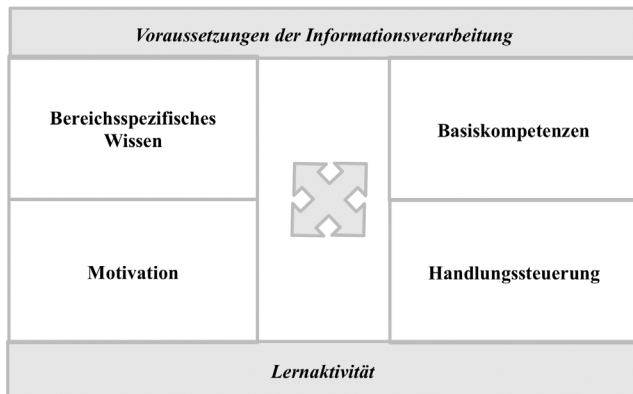 Voraussetzungen der Informationsverarbeitung
Bereichsspezifisches
Wissen
Basiskompetenzen
Motivation
Handlungssteuerung
Lernaktivität